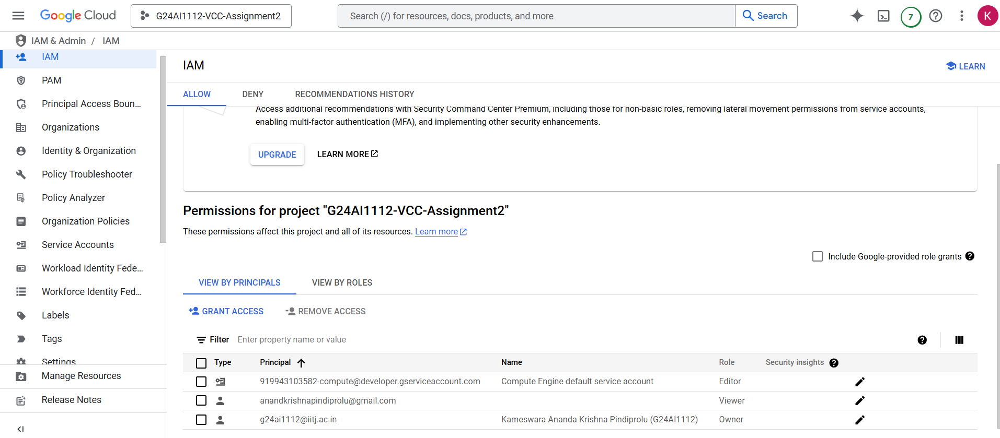 Google Cloud
G24AI1112-VCC-Assignment2
Search (/) for resources, docs, products, and more
Search
7
K
IAM & Admin / IAM
IAM
PAM
Principal Access Boun...
Organizations
Identity & Organization
Policy Troubleshooter
Policy Analyzer
Organization Policies
Service Accounts
Workload Identity Fede...
Workforce Identity Fed...
Labels
Tags
Settings
Manage Resources
Release Notes
IAM
LEARN
ALLOW DENY RECOMMENDATIONS HISTORY
Access additional recommendations with Security Command Center Premium, including those for non-basic roles, removing lateral movement permissions from service accounts,
enabling multi-factor authentication (MFA), and implementing other security enhancements.
UPGRADE LEARN MORE
Permissions for project "G24AI1112-VCC-Assignment2"
These permissions affect this project and all of its resources. Learn more
Include Google-provided role grants
VIEW BY PRINCIPALS VIEW BY ROLES
GRANT ACCESS REMOVE ACCESS
Filter Enter property name or value
Type Principal Name Role Security insights
919943103582-compute@developer.gserviceaccount.com Compute Engine default service account Editor
anandkrishnapindiprolu@gmail.com Viewer
g24ai1112@iitj.ac.in Kameswara Ananda Krishna Pindiprolu (G24AI1112) Owner